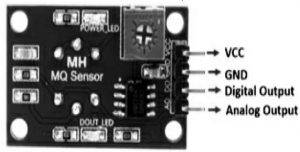 POWER_LED
MH
MQ Sensor
DOUT_LED
VCC
GND
Digital Output
Analog Output